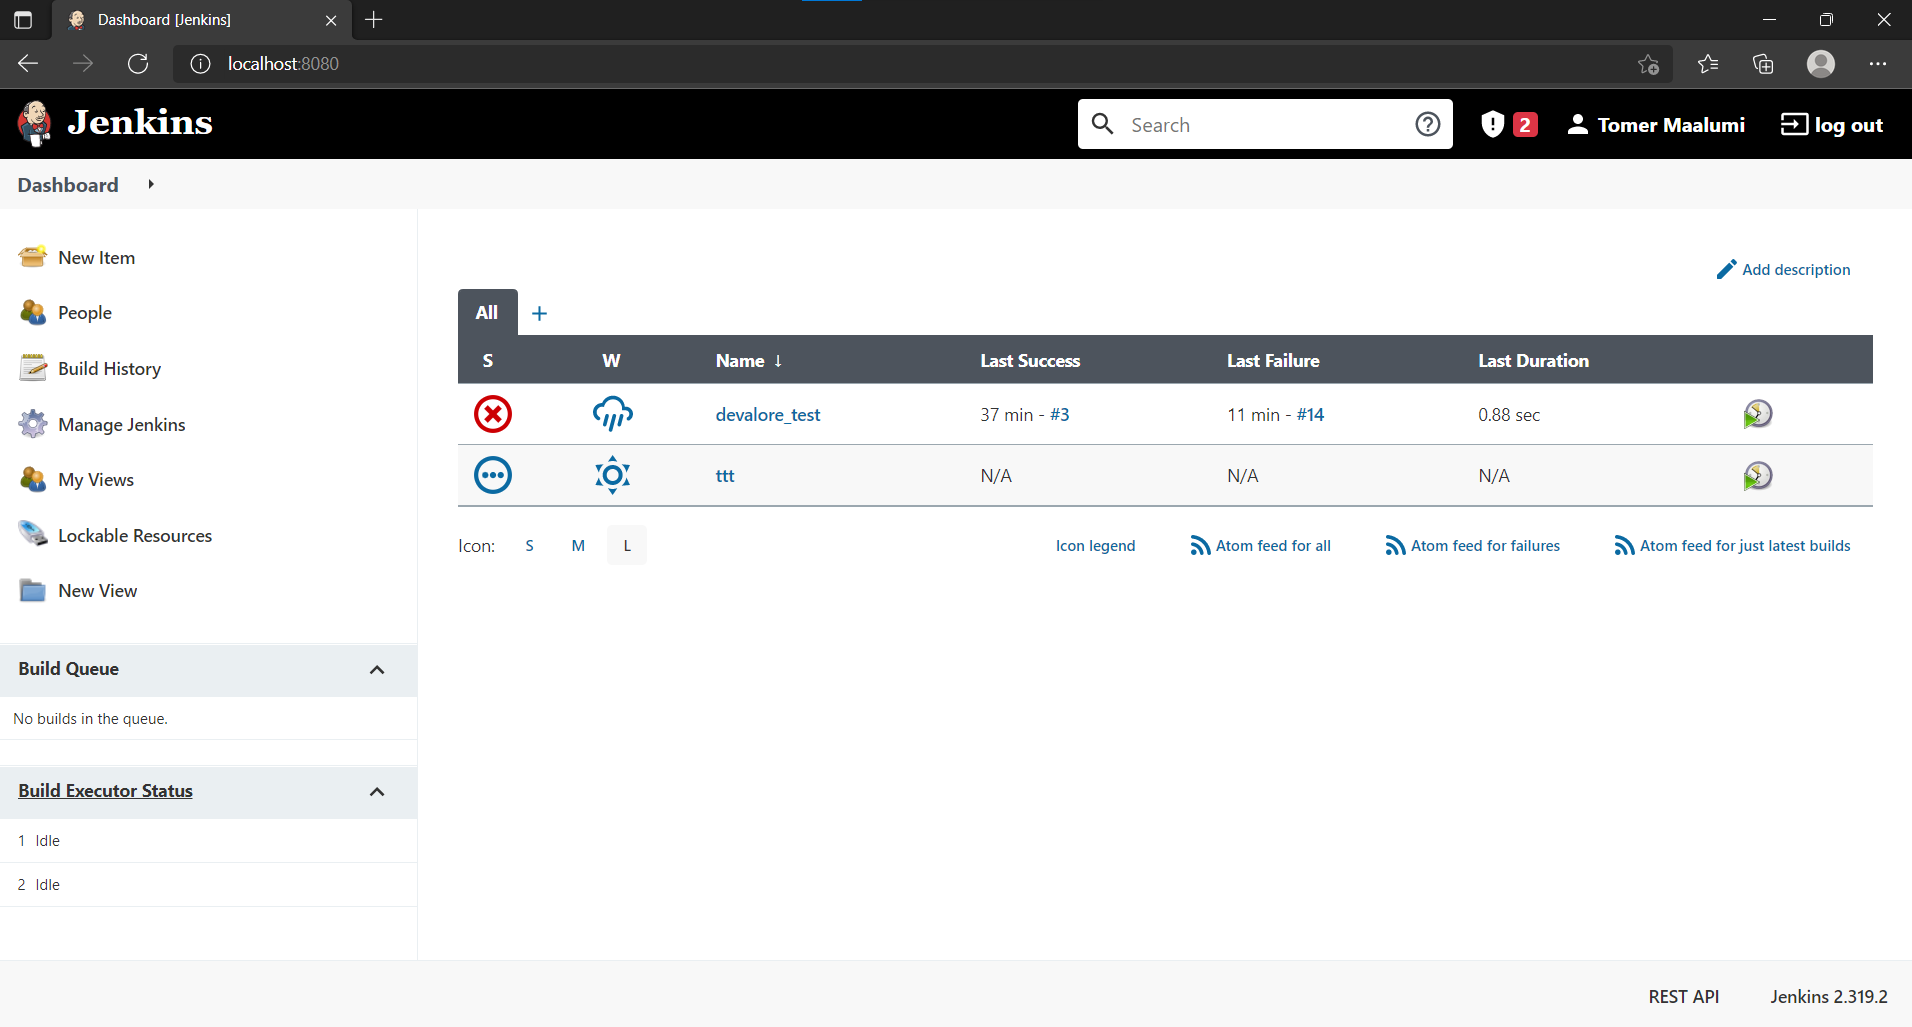 Dashboard [Jenkins]
localhost:8080
Jenkins
Search
2
Tomer Maalumi
log out
Dashboard
New Item
People
Build History
Manage Jenkins
My Views
Lockable Resources
New View
Build Queue
No builds in the queue.
Build Executor Status
1 Idle
2 Idle
Add description
All +
S W Name ↓ Last Success Last Failure Last Duration
devalore_test 37 min - #3 11 min - #14 0.88 sec
ttt N/A N/A N/A
Icon: S M L Icon legend Atom feed for all Atom feed for failures Atom feed for just latest builds
REST API Jenkins 2.319.2